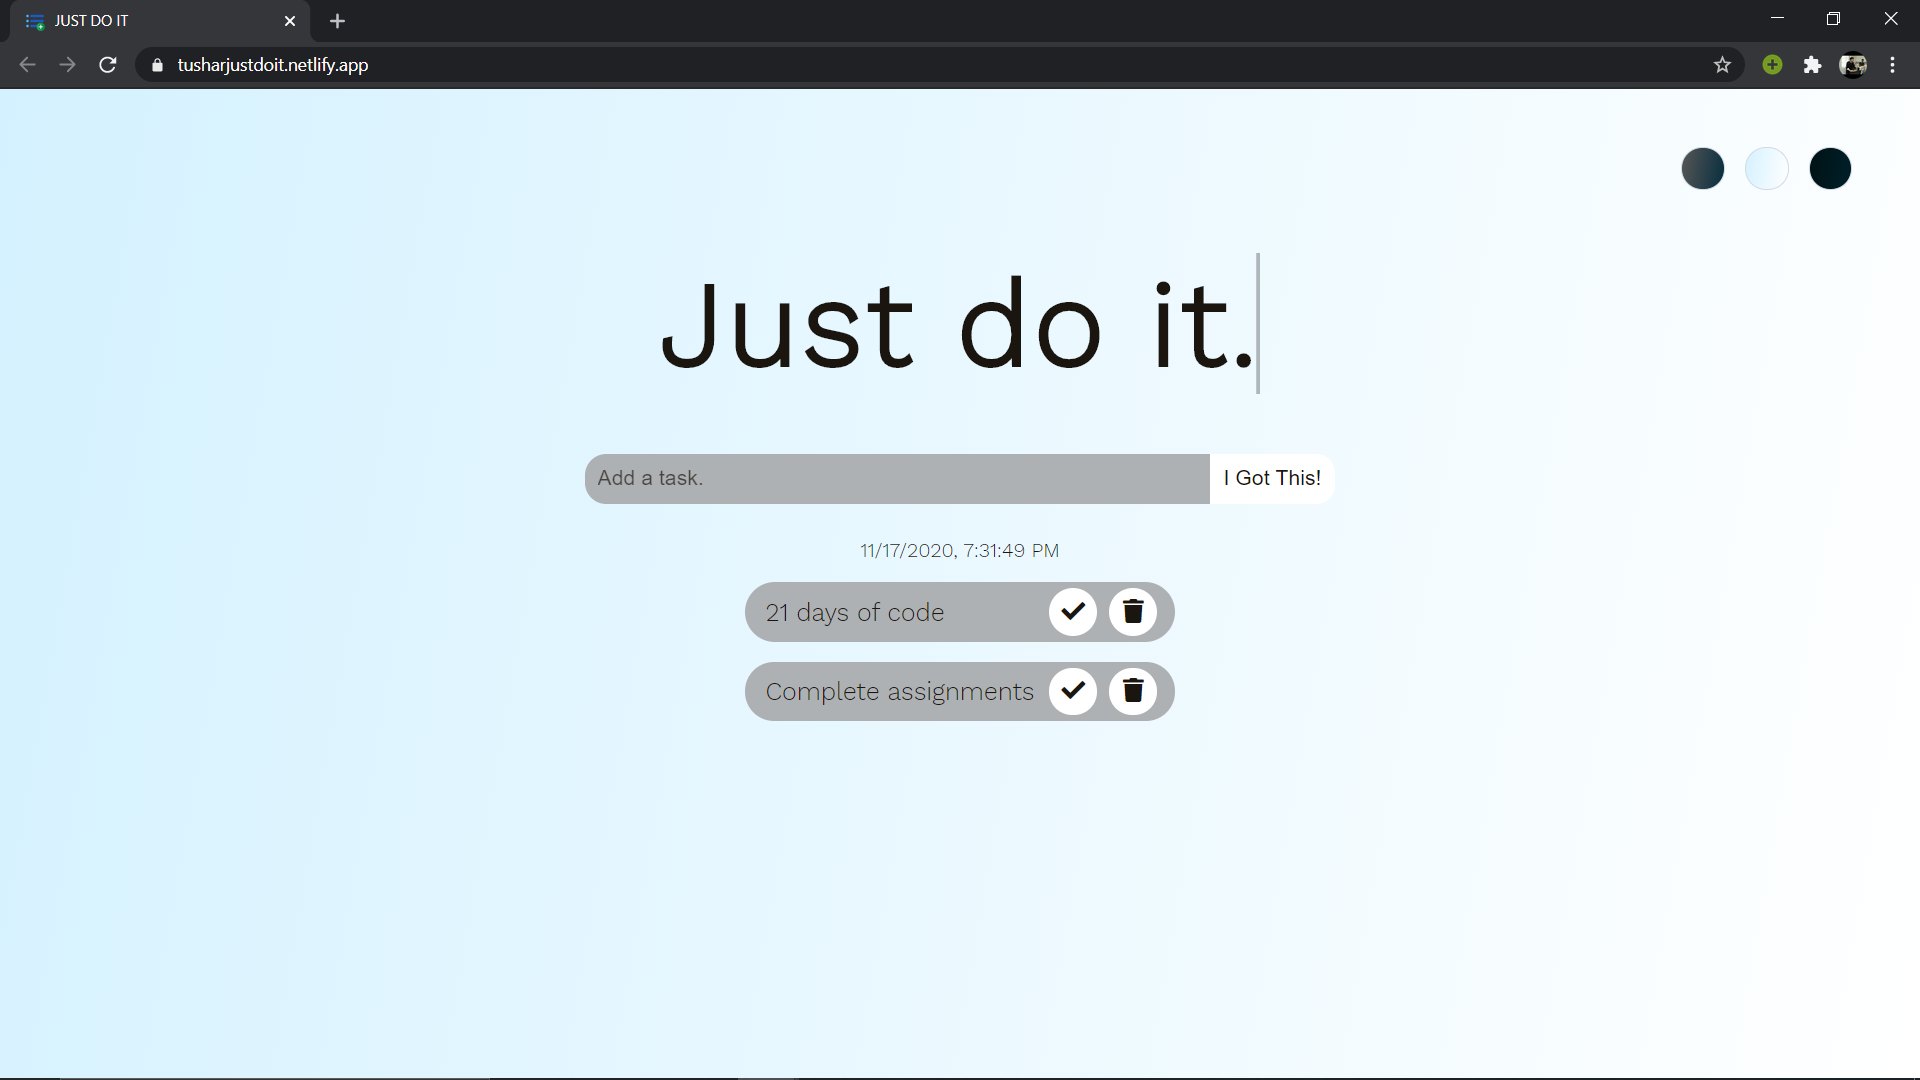 JUST DO IT
tusharjustdoit.netlify.app
Just do it.
Add a task.
I Got This!
11/17/2020, 7:31:49 PM
21 days of code
Complete assignments